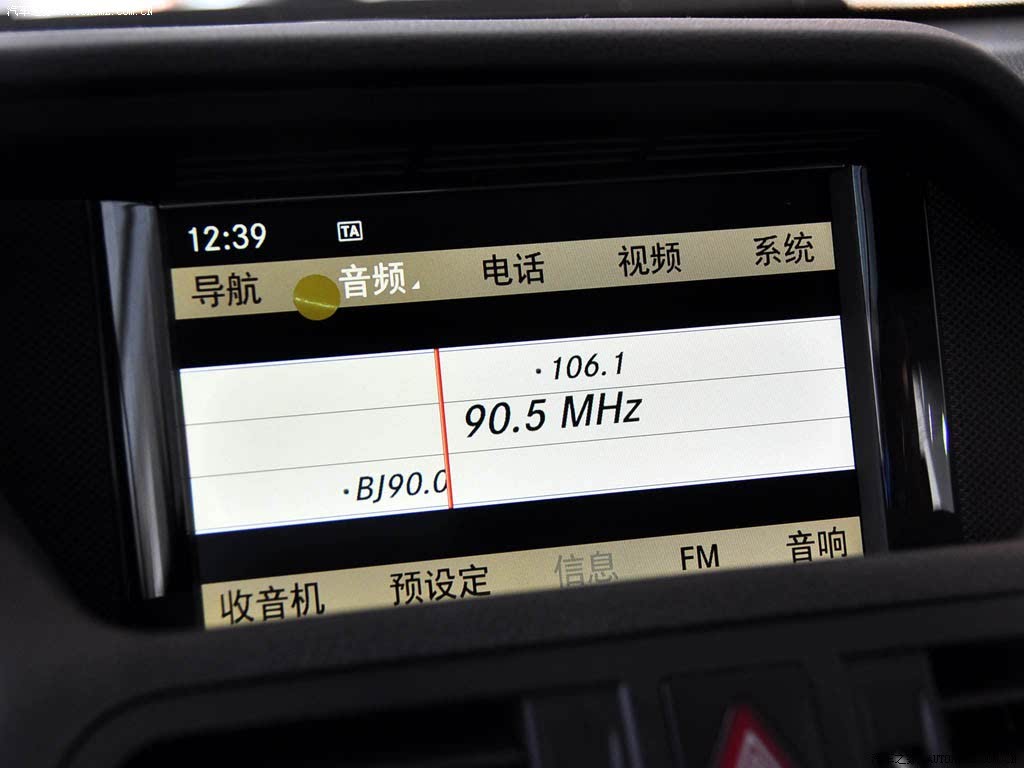 12:39 TA
导航 音频 电话 视频 系统
·106.1
90.5 MHz
·BJ90.0
收音机 预设定 信息 FM 音响